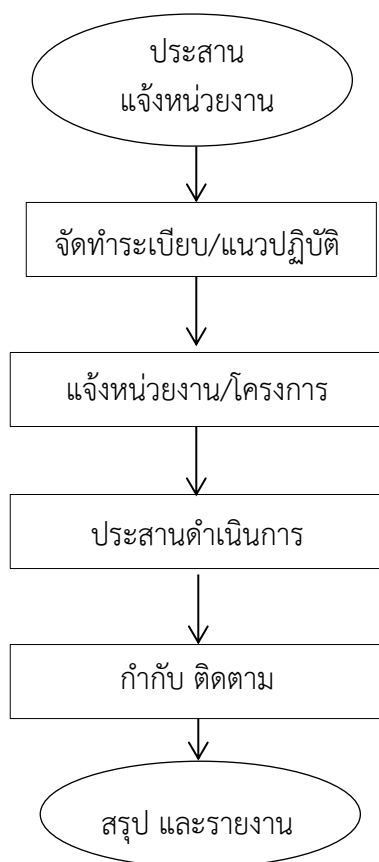 ประสาน
แจ้งหน่วยงาน
จัดทำระเบียบ/แนวปฏิบัติ
แจ้งหน่วยงาน/โครงการ
ประสานดำเนินการ
กำกับ ติดตาม
สรุป และรายงาน